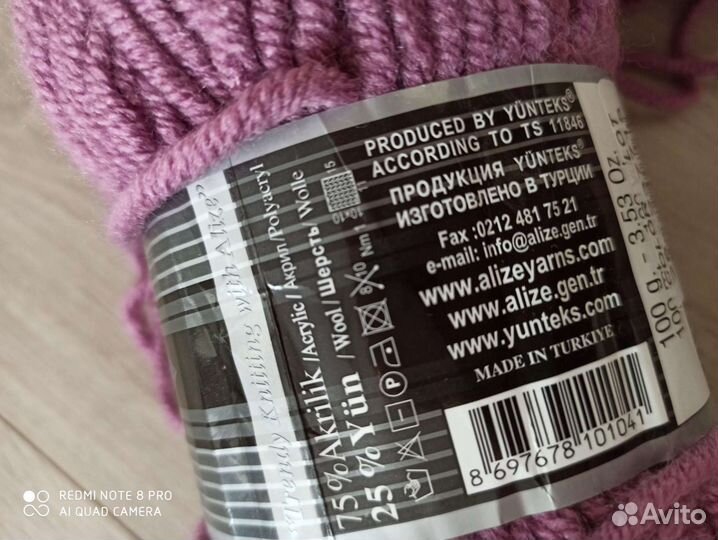 PRODUCED BY YÜNTEKS®
ACCORDING TO TS 11846
ПРОДУКЦИЯ YÜNTEKS®
ИЗГОТОВЛЕНО В ТУРЦИИ
Fax :0212 481 75 21
e-mail: info@alize.gen.tr
www.alizeyarns.com
www.alize.gen.tr
www.yunteks.com
MADE IN TURKIYE
8 697678 101041
"Trendy Knitting with Alize"
75 % Akrilik /Acrylic / Акрил/Polyacryl
25 % Yün /Wool / Шерсть / Wolle
P
100 g. - 3,53 Oz.
REDMI NOTE 8 PRO
AI QUAD CAMERA
Avito